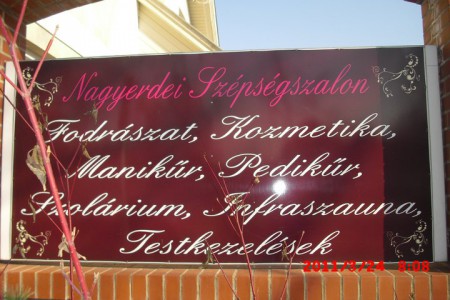 Nagyerdei Szépségszalon
Fodrászat, Kozmetika,
Manikűr, Pedikűr,
Szolárium, Infraszauna,
Testkezelések
2011/3/24 8:08